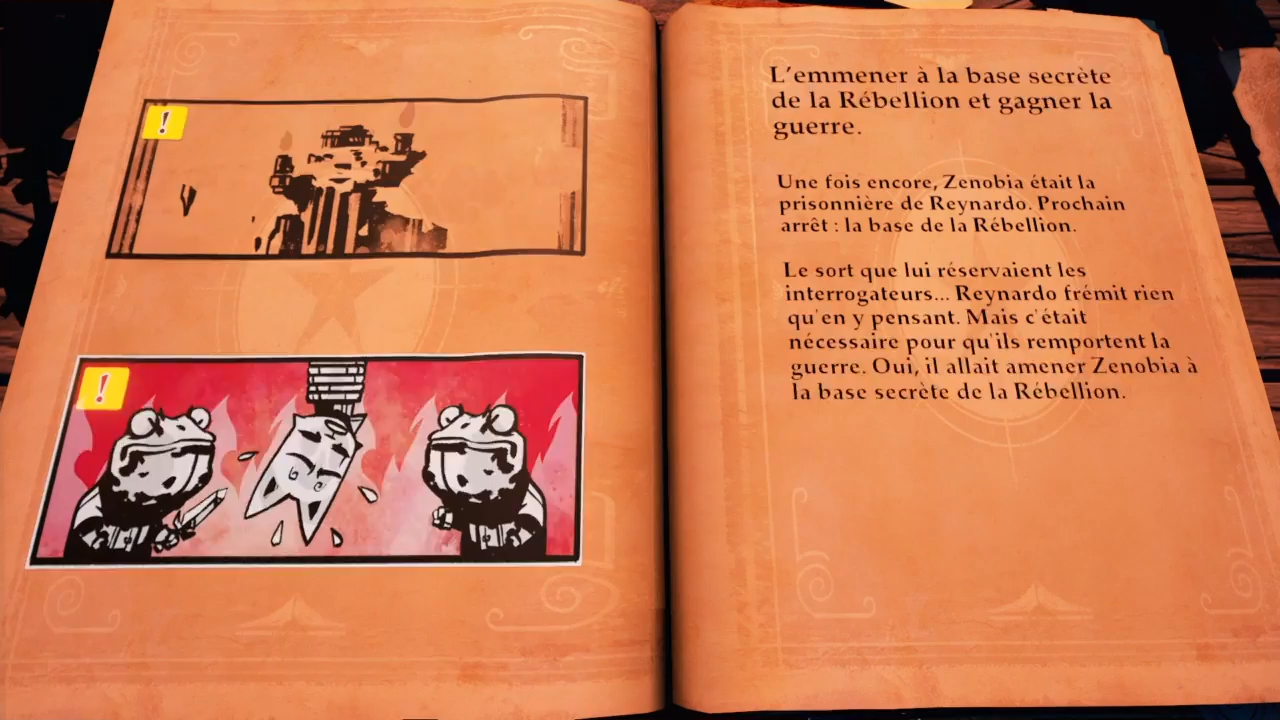 !
!
L'emmener à la base secrète
de la Rébellion et gagner la
guerre.
Une fois encore, Zenobia était la
prisonnière de Reynardo. Prochain
arrêt : la base de la Rébellion.
Le sort que lui réservaient les
interrogateurs... Reynardo frémit rien
qu'en y pensant. Mais c'était
nécessaire pour qu'ils remportent la
guerre. Oui, il allait amener Zenobia à
la base secrète de la Rébellion.